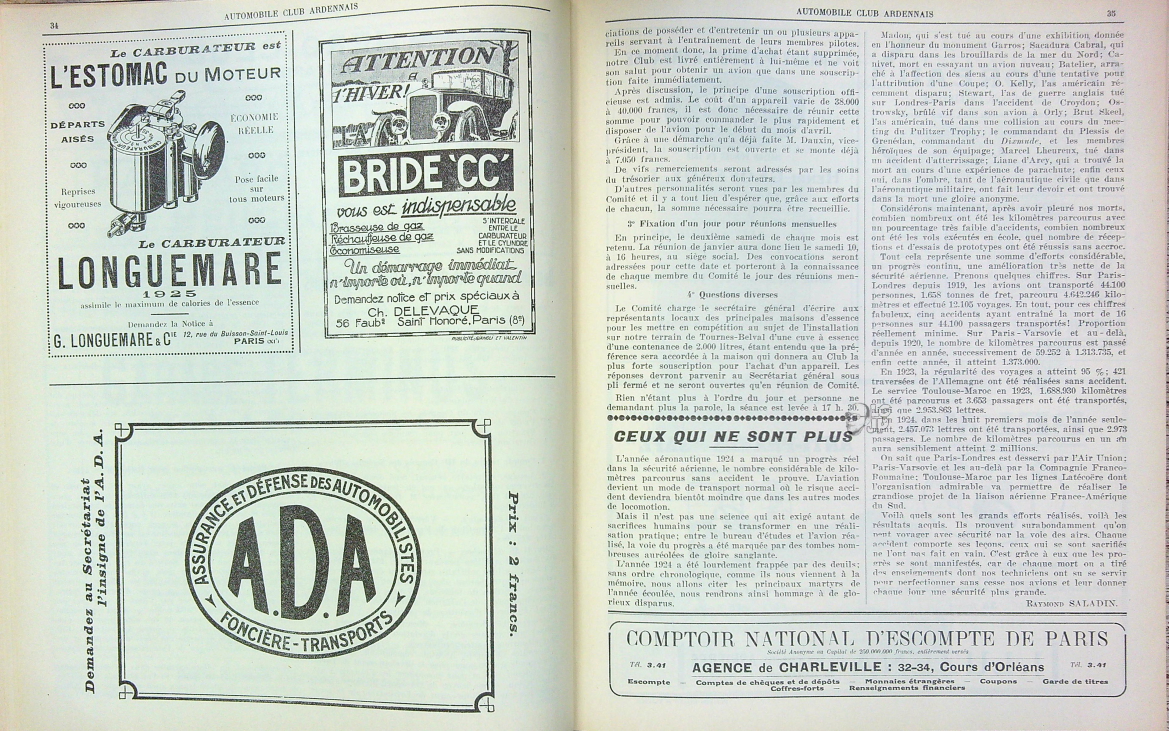 34
AUTOMOBILE CLUB ARDENNAIS
Le CARBURATEUR est
L'ESTOMAC DU MOTEUR
ooo
DÉPARTS
AISÉS
ooo
Reprises
vigoureuses
ooo
ooo
ÉCONOMIE
RÉELLE
ooo
Pose facile
sur
tous moteurs
ooo
Le CARBURATEUR
LONGUEMARE
1925
assimile le maximum de calories de l'essence
Demandez la Notice à
G. LONGUEMARE & Cie 12, rue du Buisson-Saint-Louis
PARIS (XIe)
ATTENTION
A
l'HIVER!
BRIDE 'CC'
vous est indispensable
Brasseuse de gaz
Réchauffeuse de gaz
Economiseuse
S'INTERCALE
ENTRE LE
CARBURATEUR
ET LE CYLINDRE
SANS MODIFICATIONS
Un démarrage immédiat
n'importe où, n'importe quand
Demandez notice et prix spéciaux à
Ch. DELEVAQUE
56 Faubg Saint Honoré, Paris (8e)
Demandez au Secrétariat
l'insigne de l'A. D. A.
ASSURANCE ET DÉFENSE DES AUTOMOBILISTES
A.D.A
FONCIÈRE-TRANSPORTS
Prix : 2 francs.
AUTOMOBILE CLUB ARDENNAIS
35
ciations de posséder et d'entretenir un ou plusieurs appa-
reils servant à l'entraînement de leurs membres pilotes.
En ce moment donc, la prime d'achat étant supprimée,
notre Club est livré entièrement à lui-même et ne voit
son salut pour obtenir un avion que dans une souscrip-
tion faite immédiatement.
Après discussion, le principe d'une souscription offi-
cieuse est admis. Le coût d'un appareil varie de 38.000
à 40.000 francs, il est donc nécessaire de réunir cette
somme pour pouvoir commander le plus rapidement et
disposer de l'avion pour le début du mois d'avril.
Grâce à une démarche qu'a déjà faite M. Dauxin, vice-
président, la souscription est ouverte et se monte déjà
à 7.050 francs.
De vifs remerciements seront adressés par les soins
du trésorier aux généreux donateurs.
D'autres personnalités seront vues par les membres du
Comité et il y a tout lieu d'espérer que, grâce aux efforts
de chacun, la somme nécessaire pourra être recueillie.
3° Fixation d'un jour pour réunions mensuelles
En principe, le deuxième samedi de chaque mois est
retenu. La réunion de janvier aura donc lieu le samedi 10,
à 16 heures, au siège social. Des convocations seront
adressées pour cette date et porteront à la connaissance
de chaque membre du Comité le jour des réunions men-
suelles.
4° Questions diverses
Le Comité charge le secrétaire général d'écrire aux
représentants locaux des principales maisons d'essence
pour les mettre en compétition au sujet de l'installation
sur notre terrain de Tournes-Belval d'une cuve à essence
d'une contenance de 2.000 litres, étant entendu que la pré-
férence sera accordée à la maison qui donnera au Club la
plus forte souscription pour l'achat d'un appareil. Les
réponses devront parvenir au Secrétariat général sous
pli fermé et ne seront ouvertes qu'en réunion de Comité.
Rien n'étant plus à l'ordre du jour et personne ne
demandant plus la parole, la séance est levée à 17 h.
CEUX QUI NE SONT PLUS
L'année aéronautique 1924 a marqué un progrès réel
dans la sécurité aérienne, le nombre considérable de kilo-
mètres parcourus sans accident le prouve. L'aviation
devient un mode de transport normal où le risque acci-
dent deviendra bientôt moindre que dans les autres modes
de locomotion.
Mais il n'est pas une science qui ait exigé autant de
sacrifices humains pour se transformer en une réali-
sation pratique; entre le bureau d'études et l'avion réa-
lisé, la voie du progrès a été marquée par des tombes nom-
breuses auréolées de gloire sanglante.
L'année 1924 a été lourdement frappée par des deuils;
sans ordre chronologique, comme ils nous viennent à la
mémoire, nous allons citer les principaux martyrs de
l'année écoulée, nous rendrons ainsi hommage à de glo-
rieux disparus.
Madon, qui s'est tué au cours d'une exhibition donnée
en l'honneur du monument Garros; Sacadura Cabral, qui
a disparu dans les brouillards de la mer du Nord; Ca-
nivet, mort en essayant un avion nouveau; Batelier, arra-
ché à l'affection des siens au cours d'une tentative pour
l'attribution d'une Coupe; O. Kelly, l'as américain ré-
cemment disparu; Stewart, l'as de guerre anglais tué
sur Londres-Paris dans l'accident de Croydon; Os-
trowsky, brûlé vif dans son avion à Orly; Brut Skeel,
l'as américain, tué dans une collision au cours du mee-
ting du Pulitzer Trophy; le commandant du Plessis de
Grenédan, commandant du Dixmude, et les membres
héroïques de son équipage; Marcel Lheureux, tué dans
un accident d'atterrissage; Liane d'Arcy, qui a trouvé la
mort au cours d'une expérience de parachute; enfin ceux
qui, dans l'ombre, tant de l'aéronautique civile que dans
l'aéronautique militaire, ont fait leur devoir et ont trouvé
dans la mort une gloire anonyme.
Considérons maintenant, après avoir pleuré nos morts,
combien nombreux ont été les kilomètres parcourus avec
un pourcentage très faible d'accidents, combien nombreux
ont été les vols exécutés en école, quel nombre de récep-
tions et d'essais de prototypes ont été réussis sans accroc.
Tout cela représente une somme d'efforts considérable,
un progrès continu, une amélioration très nette de la
sécurité aérienne. Prenons quelques chiffres. Sur Paris-
Londres depuis 1919, les avions ont transporté 44.100
personnes, 1.658 tonnes de fret, parcouru 4.642.246 kilo-
mètres et effectué 12.105 voyages. En tout, pour ces chiffres
fabuleux, cinq accidents ayant entraîné la mort de 16
personnes sur 44.100 passagers transportés! Proportion
réellement minime. Sur Paris-Varsovie et au-delà,
depuis 1920, le nombre de kilomètres parcourus est passé
d'année en année, successivement de 59.252 à 1.313.735, et
enfin cette année, il atteint 1.373.000.
En 1923, la régularité des voyages a atteint 95 %; 421
traversées de l'Allemagne ont été réalisées sans accident.
Le service Toulouse-Maroc en 1923, 1.688.930 kilomètres
ont été parcourus et 3.653 passagers ont été transportés,
que 2.953.863 lettres.
1924, dans les huit premiers mois de l'année seule-
ment, 2.457.073 lettres ont été transportées, ainsi que 2.973
passagers. Le nombre de kilomètres parcourus en un an
aura sensiblement atteint 2 millions.
On sait que Paris-Londres est desservi par l'Air Union;
Paris-Varsovie et les au-delà par la Compagnie Franco-
Roumaine; Toulouse-Maroc par les lignes Latécoère dont
l'organisation admirable va permettre de réaliser le
grandiose projet de la liaison aérienne France-Amérique
du Sud.
Voilà quels sont les grands efforts réalisés, voilà les
résultats acquis. Ils prouvent surabondamment qu'on
peut voyager avec sécurité par la voie des airs. Chaque
accident comporte ses leçons, ceux qui se sont sacrifiés
ne l'ont pas fait en vain. C'est grâce à eux que les pro-
grès se sont manifestés, car de chaque mort on a tiré
des enseignements dont nos techniciens ont su se servir
pour perfectionner sans cesse nos avions et leur donner
chaque jour une sécurité plus grande.
RAYMOND SALADIN.
COMPTOIR NATIONAL D'ESCOMPTE DE PARIS
Société Anonyme au Capital de 250.000.000 francs, entièrement versés
Tél. 3.41 AGENCE de CHARLEVILLE : 32-34, Cours d'Orléans Tél. 3.41
Escompte — Comptes de chèques et de dépôts — Monnaies étrangères — Coupons — Garde de titres
Coffres-forts — Renseignements financiers